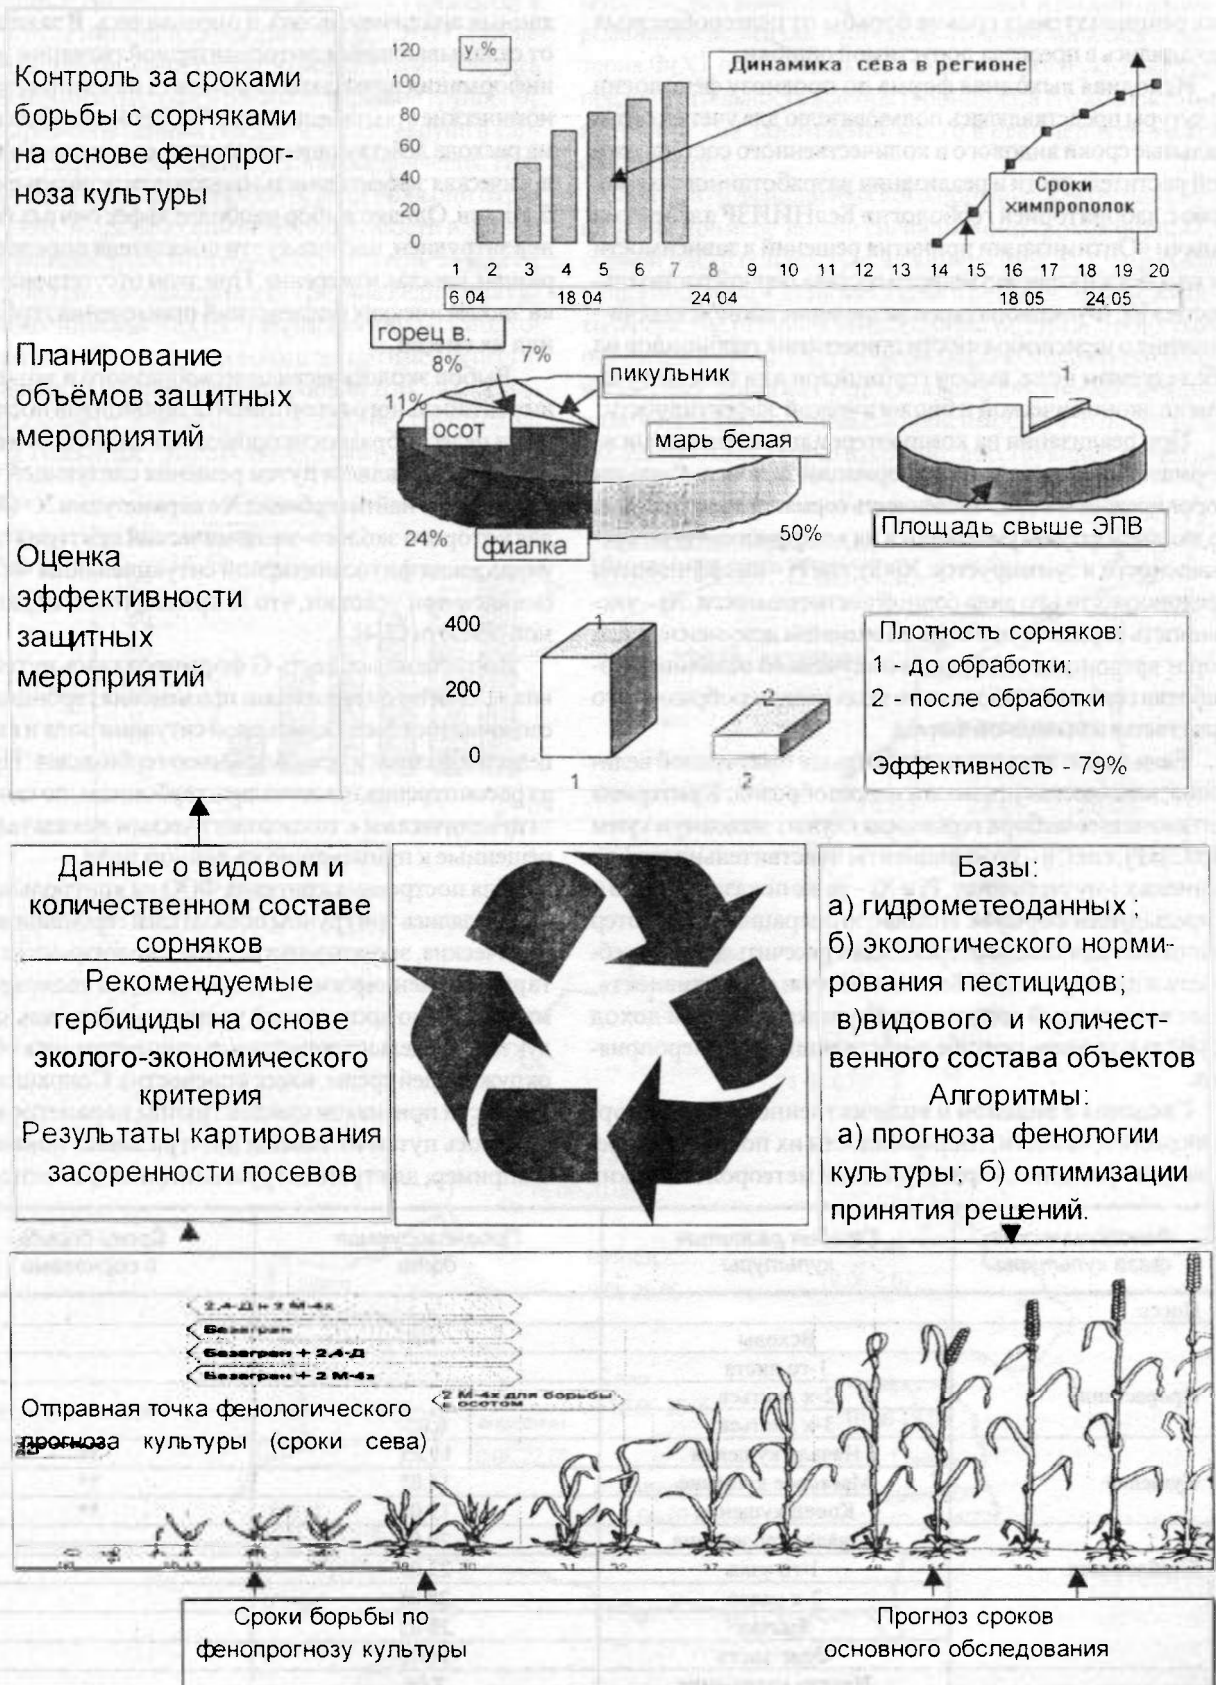 Контроль за сроками
борьбы с сорняками
на основе фенопрог-
ноза культуры
120
100
80
60
40
20
0
у,%
Динамика сева в регионе
Сроки
химпрополок
1 2 3 4 5 6 7 8 9 10 11 12 13 14 15 16 17 18 19 20
6 04 18 04 24 04 18 05 24.05
Планирование
объёмов защитных
мероприятий
горец в.
8%
7%
пикульник
11%
осот
марь белая
24%
фиалка
50%
1
Площадь свыше ЭПВ
Оценка
эффективности
защитных
мероприятий
400
200
0
1
2
1
2
Плотность сорняков:
1 - до обработки:
2 - после обработки
Эффективность - 79%
Данные о видовом и
количественном составе
сорняков
Рекомендуемые
гербициды на основе
эколого-экономического
критерия
Результаты картирования
засоренности посевов
Базы:
а) гидрометеоданных;
б) экологического норми-
рования пестицидов;
в)видового и количест-
венного состава объектов
Алгоритмы:
а) прогноза фенологии
культуры; б) оптимизации
принятия решений.
2,4-Д и 2 М-4х
Базагран
Базагран + 2,4-Д
Базагран + 2 М-4х
2 М-4х для борьбы
с осотом
Отправная точка фенологического
прогноза культуры (сроки сева)
29 30 31 32 37 39
Сроки борьбы по
фенопрогнозу культуры
Прогноз сроков
основного обследования